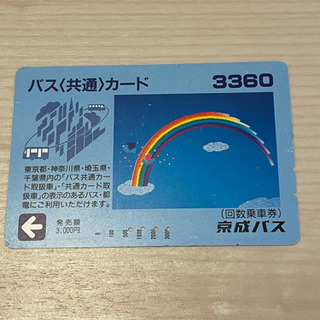 バス〈共通〉カード
3360
東京都・神奈川県・埼玉県・
千葉県内の「バス共通カー
ド取扱車」・「共通カード取
扱車」の表示のあるバス・都
電にご利用いただけます。
発売額
3,000円
(回数乗車券)
京成バス